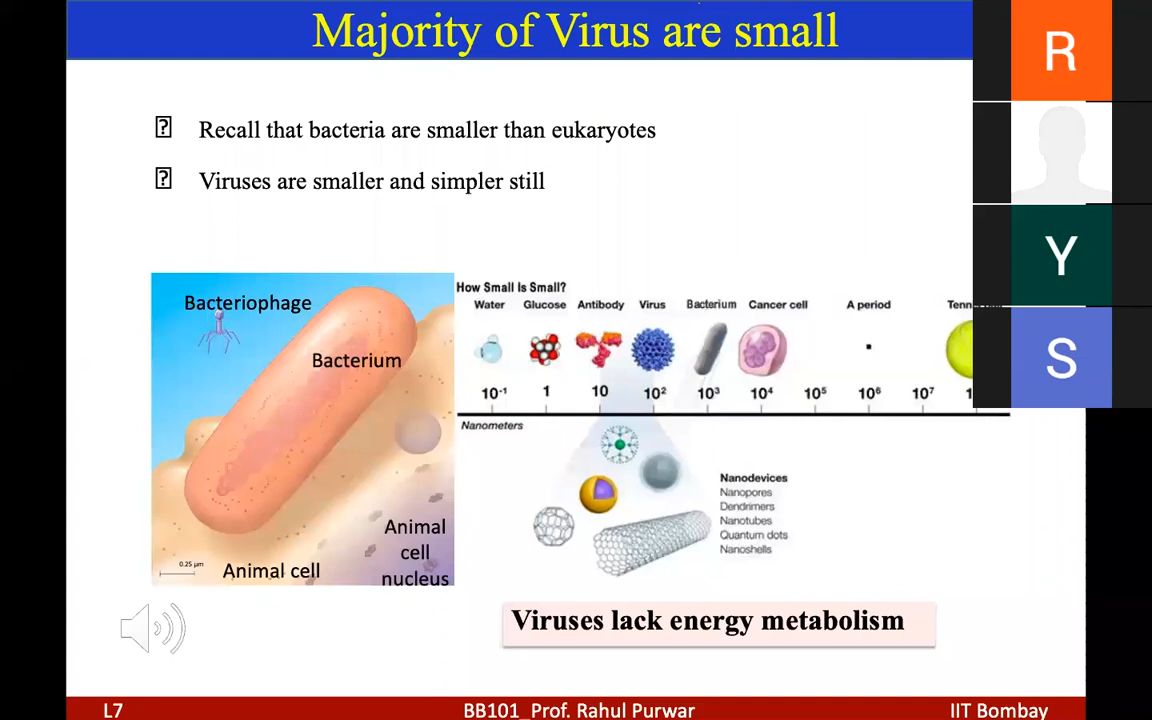 Majority of Virus are small
Recall that bacteria are smaller than eukaryotes
Viruses are smaller and simpler still
Bacteriophage
Bacterium
Animal cell
Animal
cell
nucleus
0.25 µm
How Small Is Small?
Water Glucose Antibody Virus Bacterium Cancer cell A period
10⁻¹ 1 10 10² 10³ 10⁴ 10⁵ 10⁶ 10⁷
Nanometers
Nanodevices
Nanopores
Dendrimers
Nanotubes
Quantum dots
Nanoshells
Viruses lack energy metabolism
L7 BB101_Prof. Rahul Purwar IIT Bombay
R
Y
S